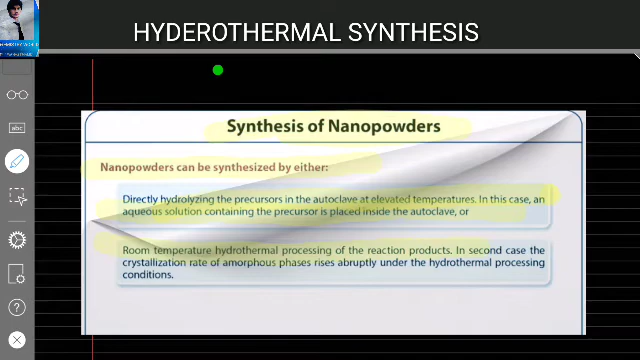 HYDEROTHERMAL SYNTHESIS
abc
Synthesis of Nanopowders
Nanopowders can be synthesized by either:
Directly hydrolyzing the precursors in the autoclave at elevated temperatures. In this case, an
aqueous solution containing the precursor is placed inside the autoclave, or
Room temperature hydrothermal processing of the reaction products. In second case the
crystallization rate of amorphous phases rises abruptly under the hydrothermal processing
conditions.